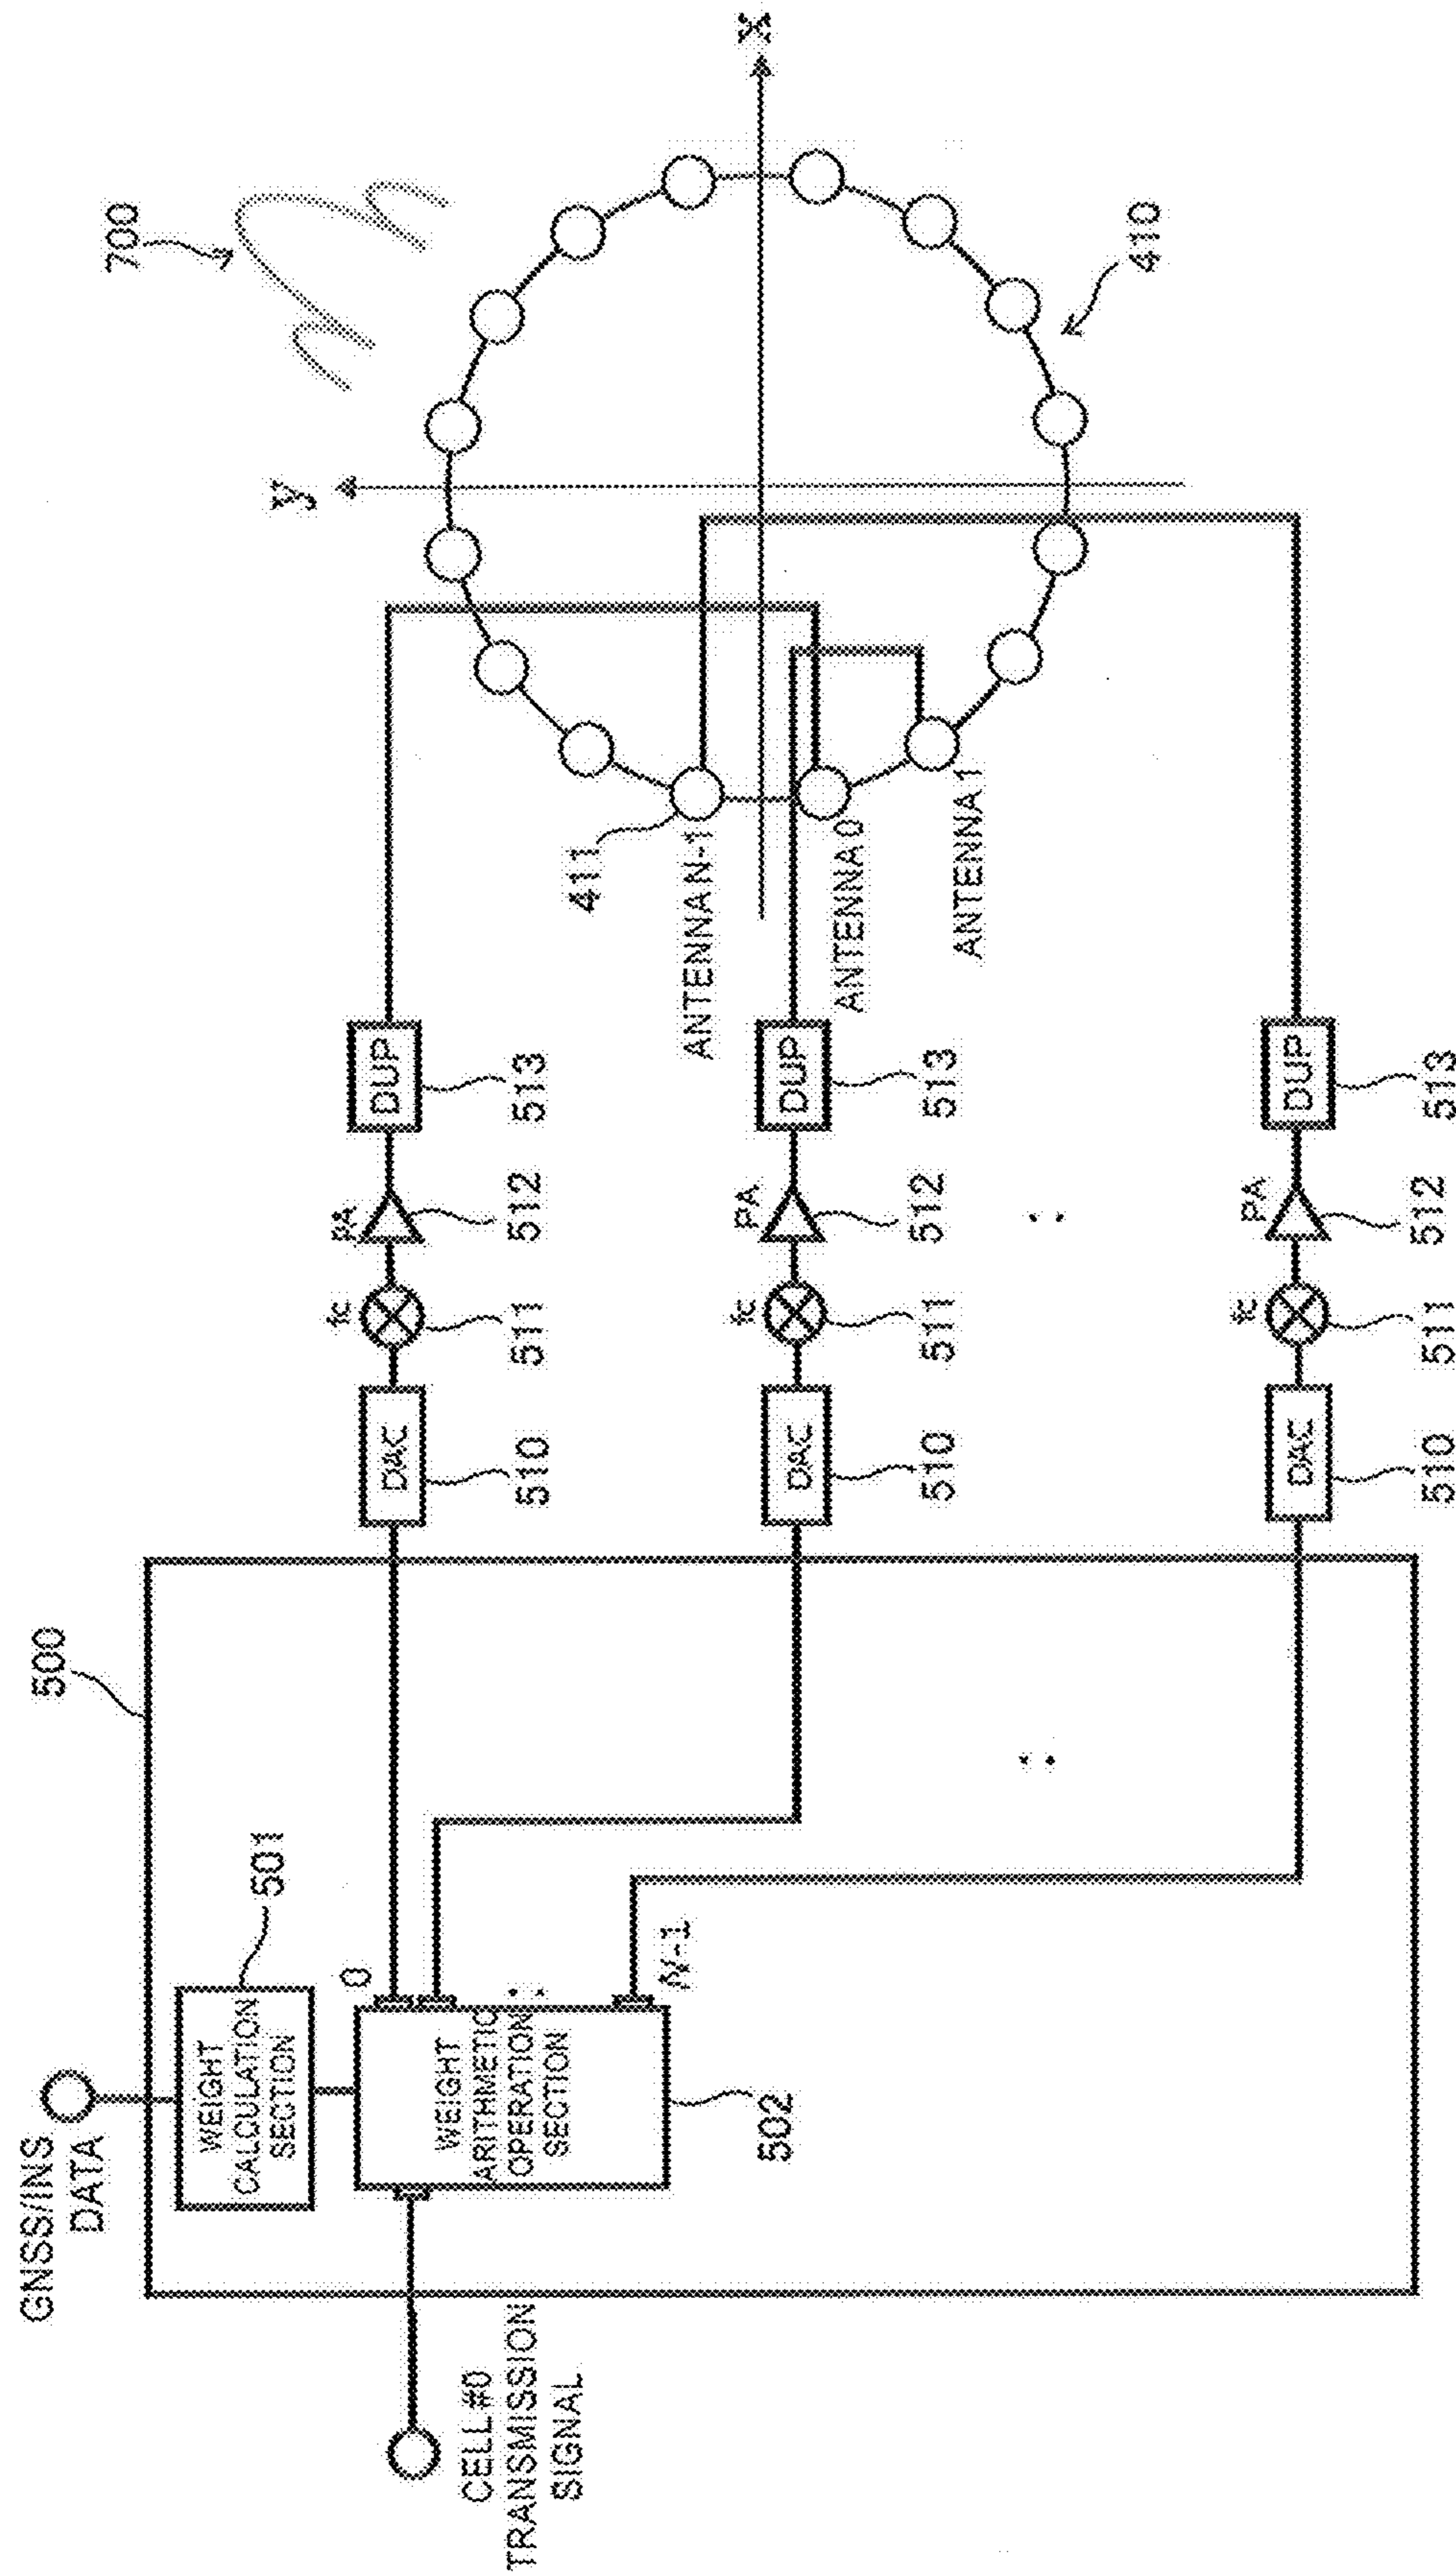 GNSS/INS
DATA
500
501
WEIGHT
CALCULATION
SECTION
CELL #0
TRANSMISSION
SIGNAL
WEIGHT
ARITHMETIC
OPERATION
SECTION
502
0
N-1
DAC
510
fc
511
PA
512
DUP
513
DAC
510
fc
511
PA
512
DUP
513
DAC
510
fc
511
PA
512
DUP
513
411
ANTENNA N-1
ANTENNA 0
ANTENNA 1
700
y
x
410